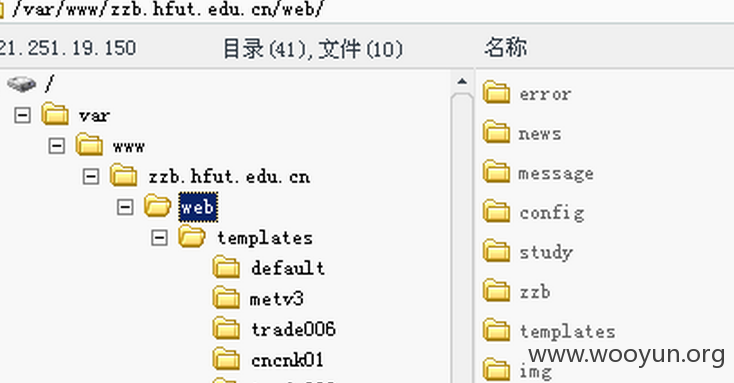 /var/www/zzb.hfut.edu.cn/web/
21.251.19.150 目录(41),文件(10) 名称
/
var
www
zzb.hfut.edu.cn
web
templates
default
metv3
trade006
cncnk01
error
news
message
config
study
zzb
templates
img
www.wooyun.org